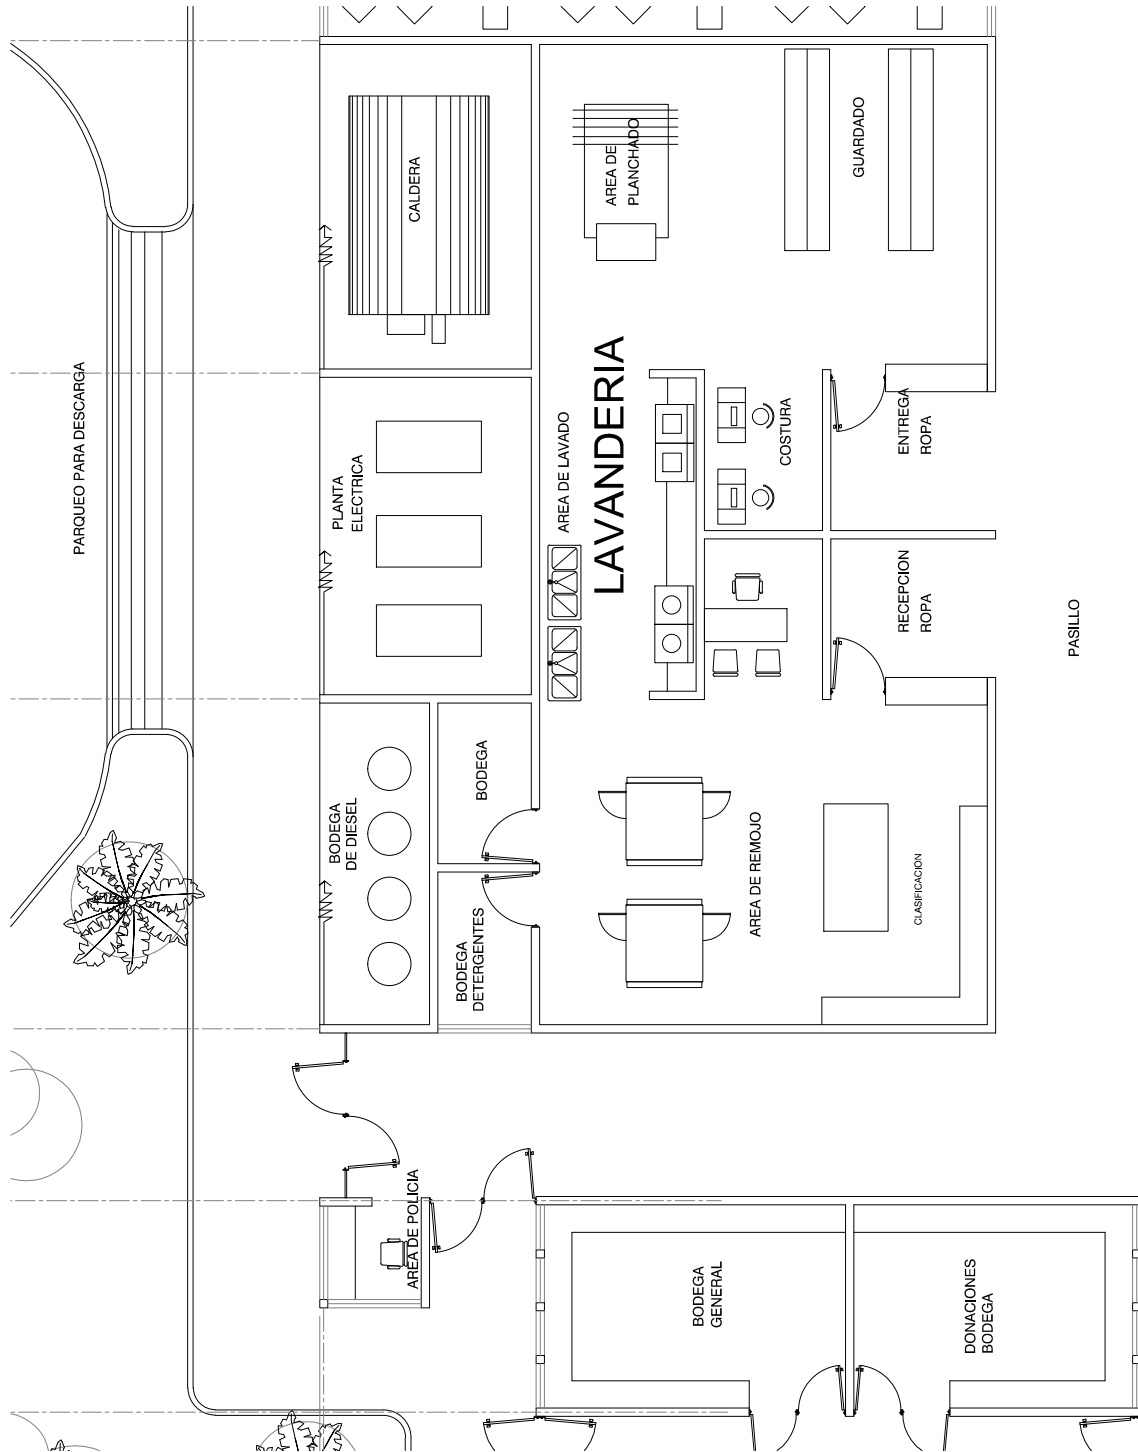 CALDERA
AREA DE
PLANCHADO
GUARDADO
PARQUEO PARA DESCARGA
PLANTA
ELECTRICA
AREA DE LAVADO
LAVANDERIA
COSTURA
ENTREGA
ROPA
RECEPCION
ROPA
PASILLO
BODEGA
DE DIESEL
BODEGA
BODEGA
DETERGENTES
AREA DE REMOJO
CLASIFICACION
AREA DE POLICIA
BODEGA
GENERAL
DONACIONES
BODEGA